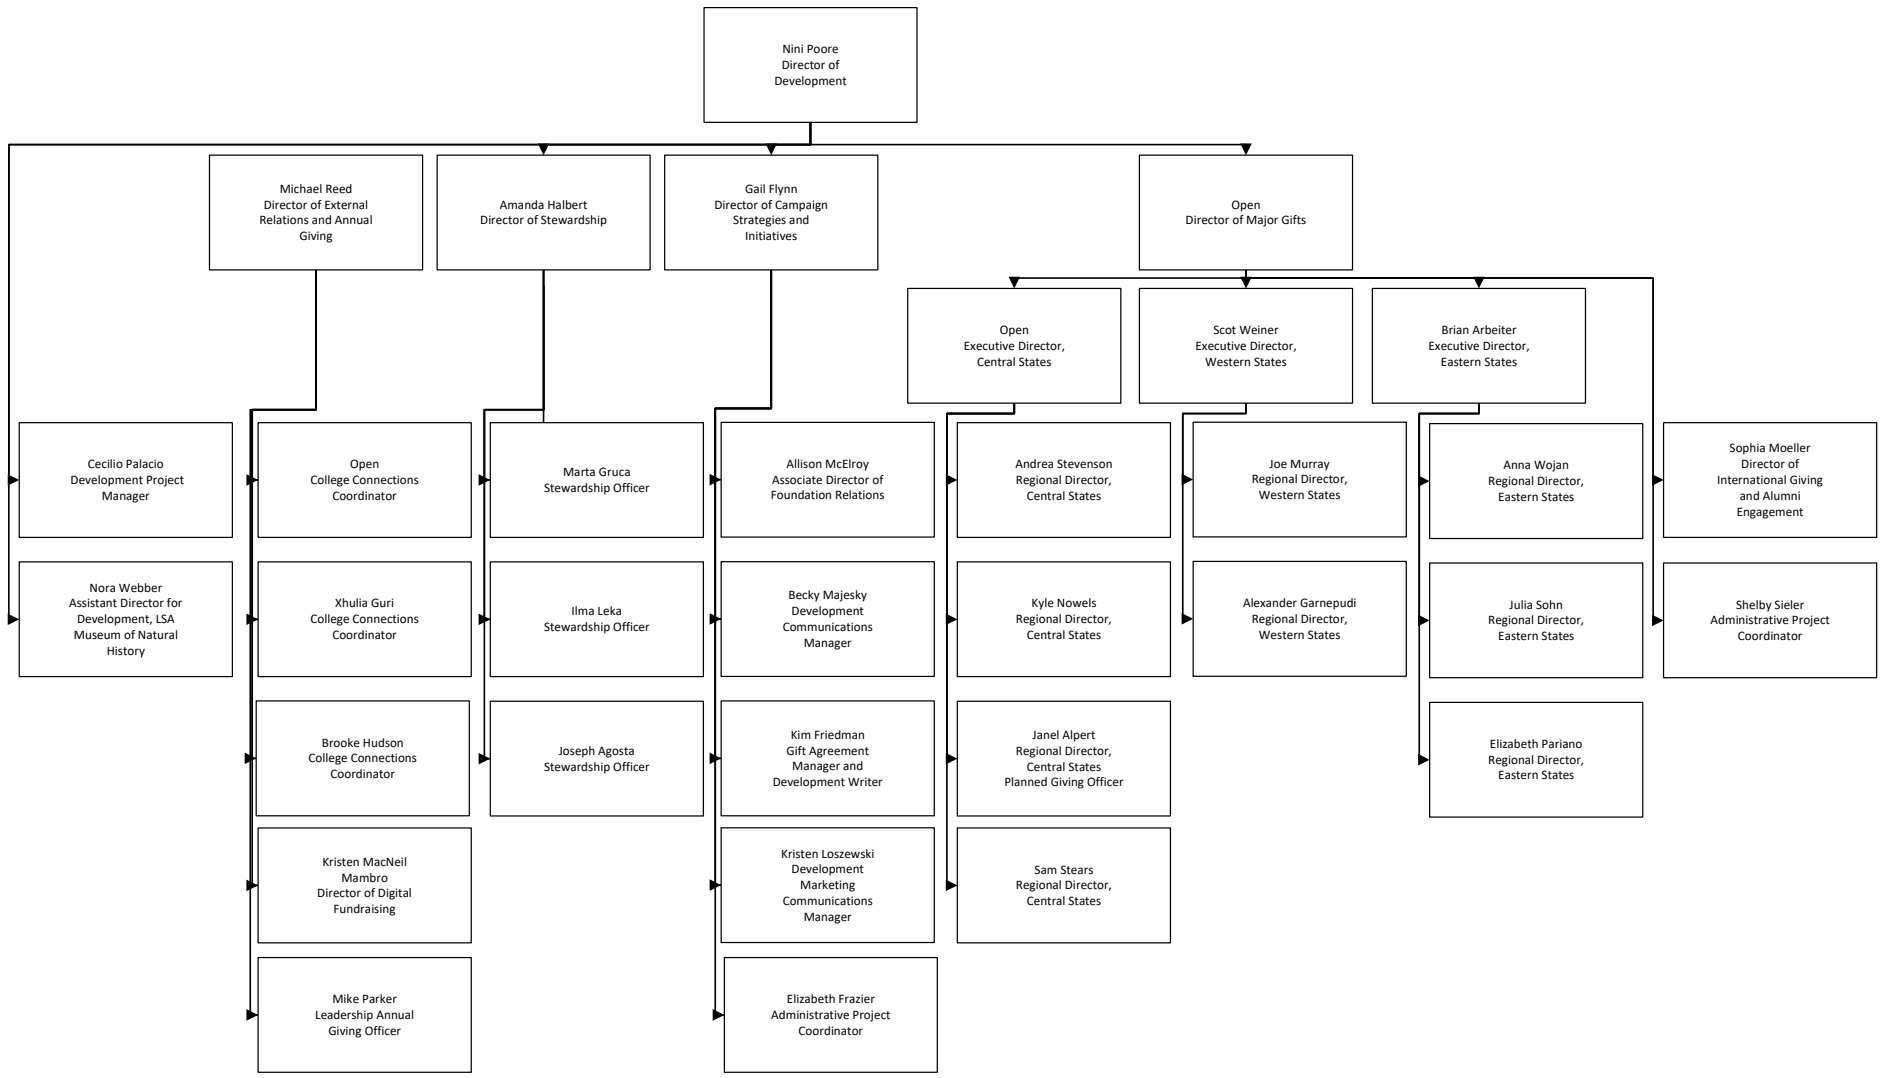 Nini Poore
Director of
Development
Michael Reed
Director of External
Relations and Annual
Giving
Amanda Halbert
Director of Stewardship
Gail Flynn
Director of Campaign
Strategies and
Initiatives
Open
Director of Major Gifts
Open
Executive Director,
Central States
Scot Weiner
Executive Director,
Western States
Brian Arbeiter
Executive Director,
Eastern States
Cecilio Palacio
Development Project
Manager
Open
College Connections
Coordinator
Marta Gruca
Stewardship Officer
Allison McElroy
Associate Director of
Foundation Relations
Andrea Stevenson
Regional Director,
Central States
Joe Murray
Regional Director,
Western States
Anna Wojan
Regional Director,
Eastern States
Sophia Moeller
Director of
International Giving
and Alumni
Engagement
Nora Webber
Assistant Director for
Development, LSA
Museum of Natural
History
Xhulia Guri
College Connections
Coordinator
Ilma Leka
Stewardship Officer
Becky Majesky
Development
Communications
Manager
Kyle Nowels
Regional Director,
Central States
Alexander Garnepudi
Regional Director,
Western States
Julia Sohn
Regional Director,
Eastern States
Shelby Sieler
Administrative Project
Coordinator
Brooke Hudson
College Connections
Coordinator
Joseph Agosta
Stewardship Officer
Kim Friedman
Gift Agreement
Manager and
Development Writer
Janel Alpert
Regional Director,
Central States
Planned Giving Officer
Elizabeth Pariano
Regional Director,
Eastern States
Kristen MacNeil
Mambro
Director of Digital
Fundraising
Kristen Loszewski
Development
Marketing
Communications
Manager
Sam Stears
Regional Director,
Central States
Mike Parker
Leadership Annual
Giving Officer
Elizabeth Frazier
Administrative Project
Coordinator